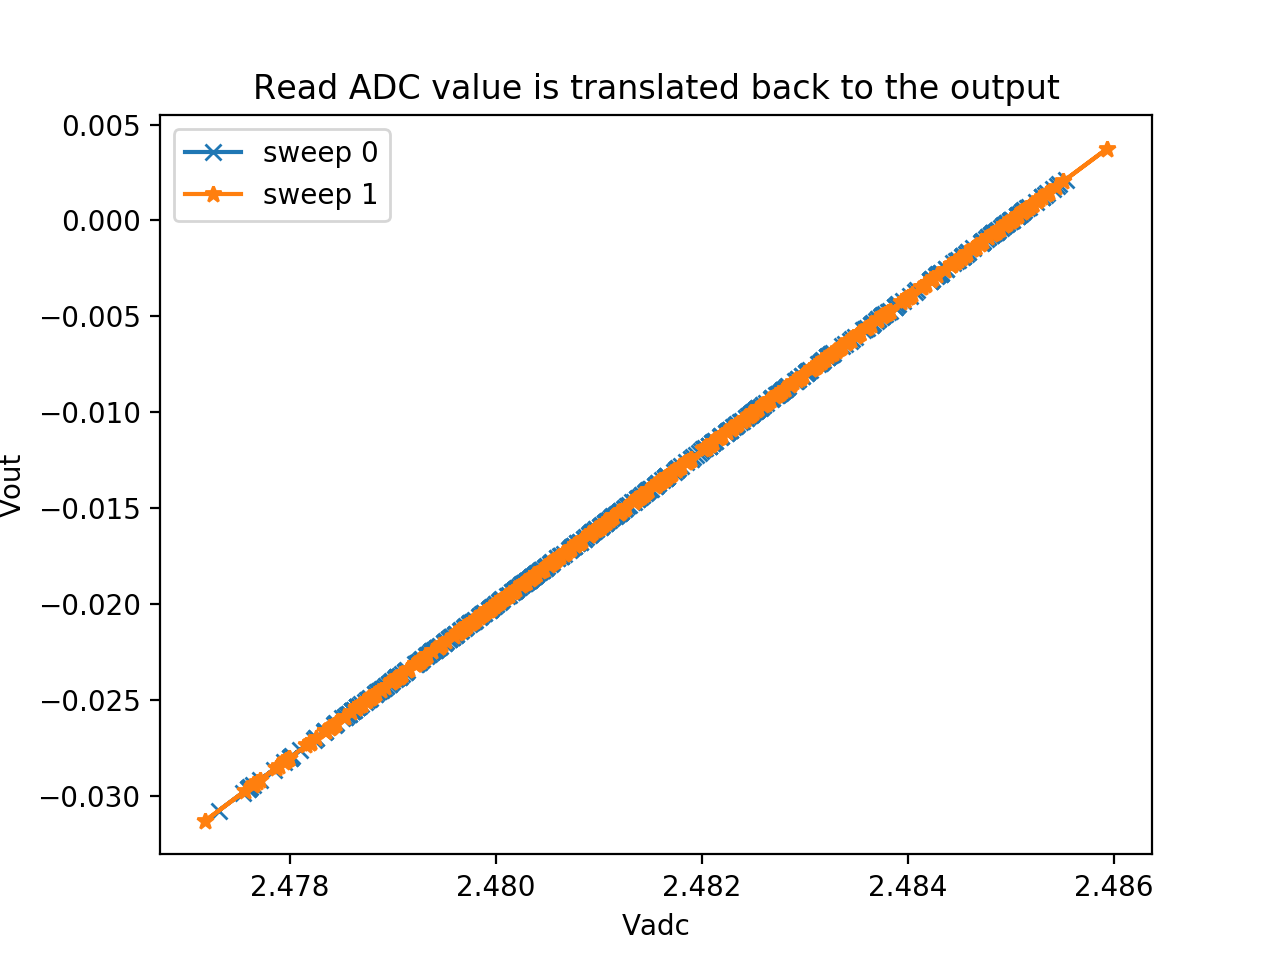 Read ADC value is translated back to the output
sweep 0
sweep 1
0.005
0.000
−0.005
−0.010
−0.015
−0.020
−0.025
−0.030
Vout
2.478
2.480
2.482
2.484
2.486
Vadc